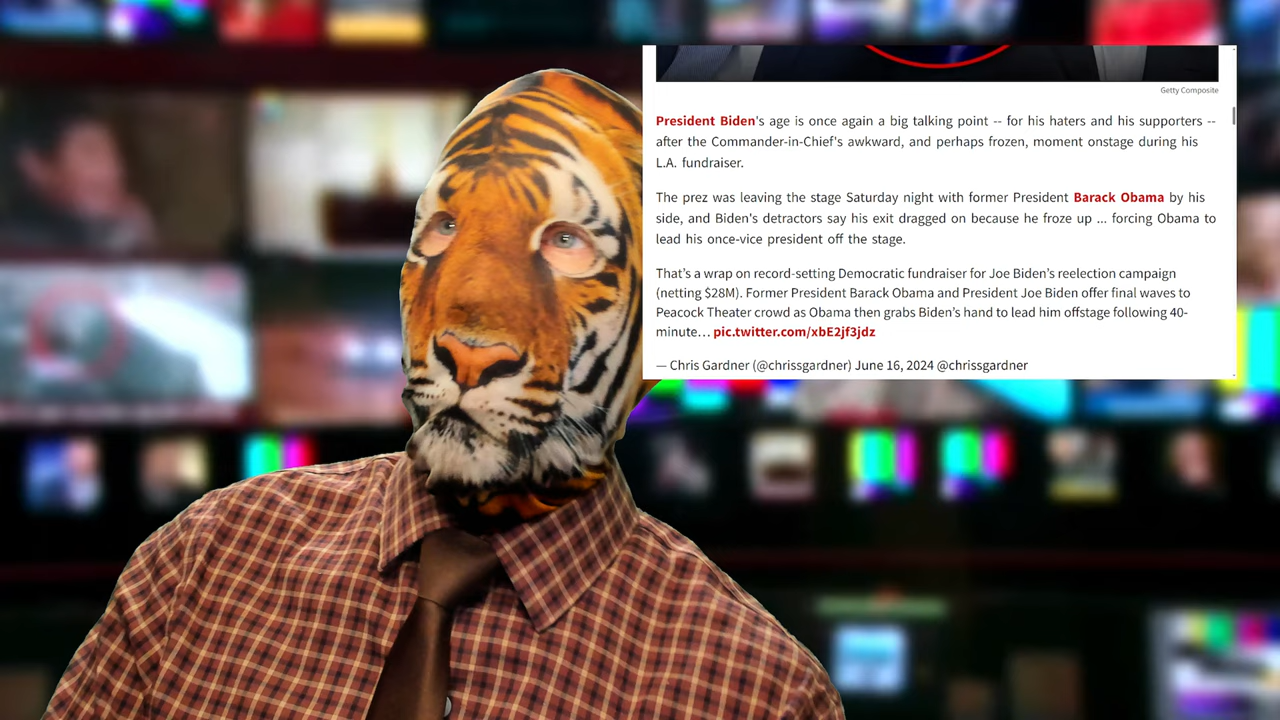 Getty Composite
President Biden's age is once again a big talking point -- for his haters and his supporters --
after the Commander-in-Chief's awkward, and perhaps frozen, moment onstage during his
L.A. fundraiser.
The prez was leaving the stage Saturday night with former President Barack Obama by his
side, and Biden's detractors say his exit dragged on because he froze up ... forcing Obama to
lead his once-vice president off the stage.
That’s a wrap on record-setting Democratic fundraiser for Joe Biden’s reelection campaign
(netting $28M). Former President Barack Obama and President Joe Biden offer final waves to
Peacock Theater crowd as Obama then grabs Biden’s hand to lead him offstage following 40-
minute… pic.twitter.com/xbE2jf3jdz
— Chris Gardner (@chrissgardner) June 16, 2024 @chrissgardner